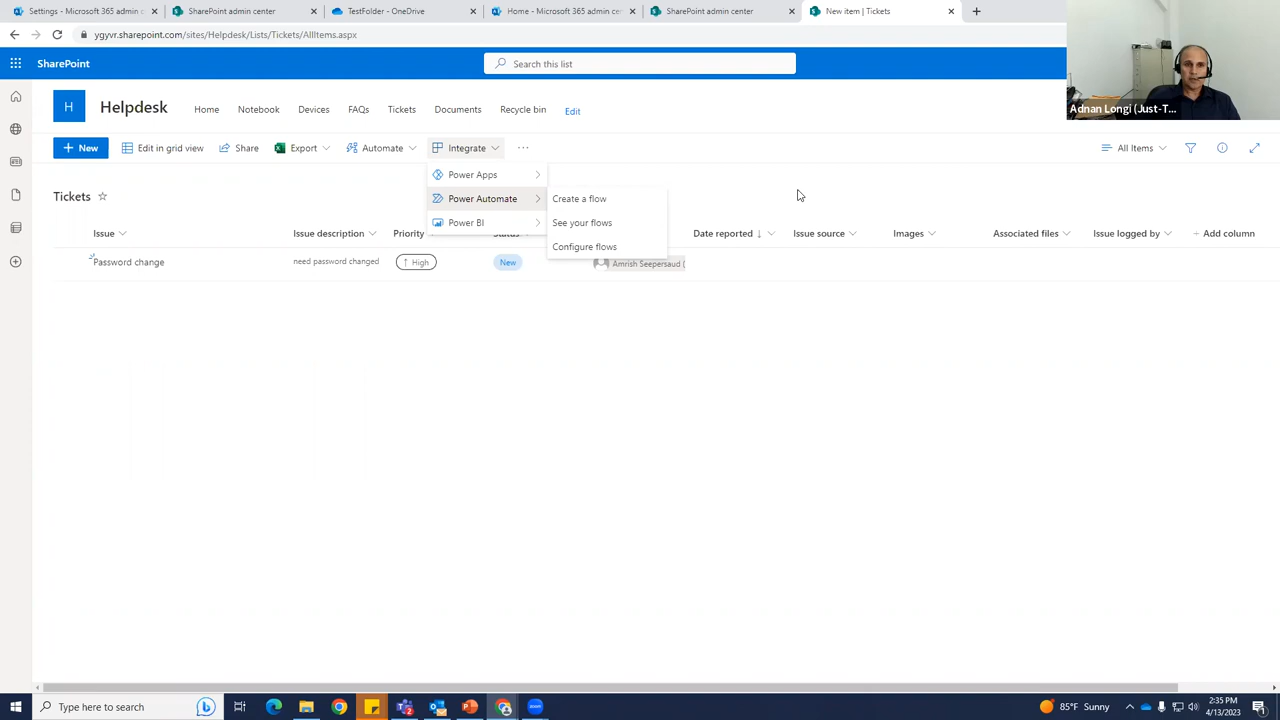 Settings - Microsoft 365 admin cen
SharePoint admin center
TestFolder - OneDrive
Home - Microsoft 365 admin cente
SharePoint admin center
New item | Tickets
ygyvr.sharepoint.com/sites/Helpdesk/Lists/Tickets/AllItems.aspx
SharePoint
Search this list
Adnan Longi (Just-T...
H
Helpdesk
Home
Notebook
Devices
FAQs
Tickets
Documents
Recycle bin
Edit
New
Edit in grid view
Share
Export
Automate
Integrate
All Items
Power Apps
Power Automate
Power BI
Create a flow
See your flows
Configure flows
Tickets
Issue
Issue description
Priority
Status
Date reported
Issue source
Images
Associated files
Issue logged by
Add column
Password change
need password changed
High
New
Amrish Seepersaud (
Type here to search
85°F Sunny
2:35 PM
4/13/2023